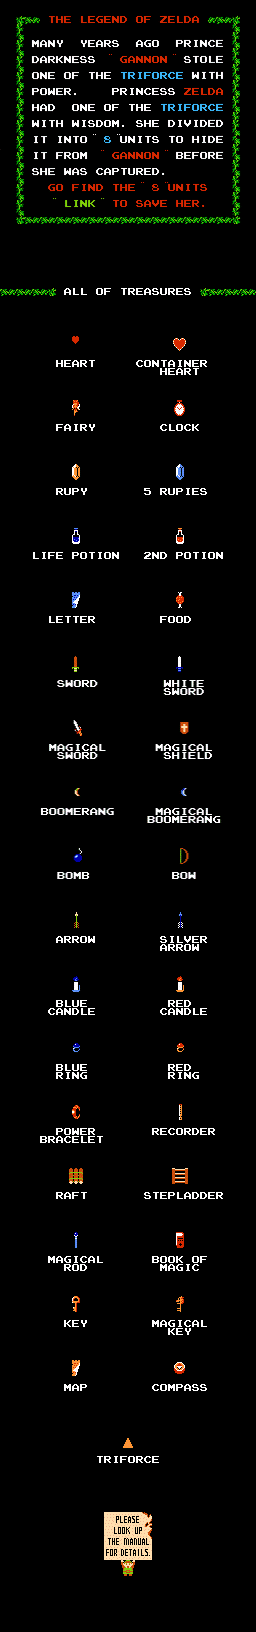 THE LEGEND OF ZELDA
MANY YEARS AGO PRINCE
DARKNESS "GANNON" STOLE
ONE OF THE TRIFORCE WITH
POWER. PRINCESS ZELDA
HAD ONE OF THE TRIFORCE
WITH WISDOM. SHE DIVIDED
IT INTO "8"UNITS TO HIDE
IT FROM "GANNON" BEFORE
SHE WAS CAPTURED.
GO FIND THE "8"UNITS
"LINK" TO SAVE HER.
ALL OF TREASURES
HEART
CONTAINER
HEART
FAIRY
CLOCK
RUPY
5 RUPIES
LIFE POTION
2ND POTION
LETTER
FOOD
SWORD
WHITE
SWORD
MAGICAL
SWORD
MAGICAL
SHIELD
BOOMERANG
MAGICAL
BOOMERANG
BOMB
BOW
ARROW
SILVER
ARROW
BLUE
CANDLE
RED
CANDLE
BLUE
RING
RED
RING
POWER
BRACELET
RECORDER
RAFT
STEPLADDER
MAGICAL
ROD
BOOK OF
MAGIC
KEY
MAGICAL
KEY
MAP
COMPASS
TRIFORCE
PLEASE
LOOK UP
THE MANUAL
FOR DETAILS.